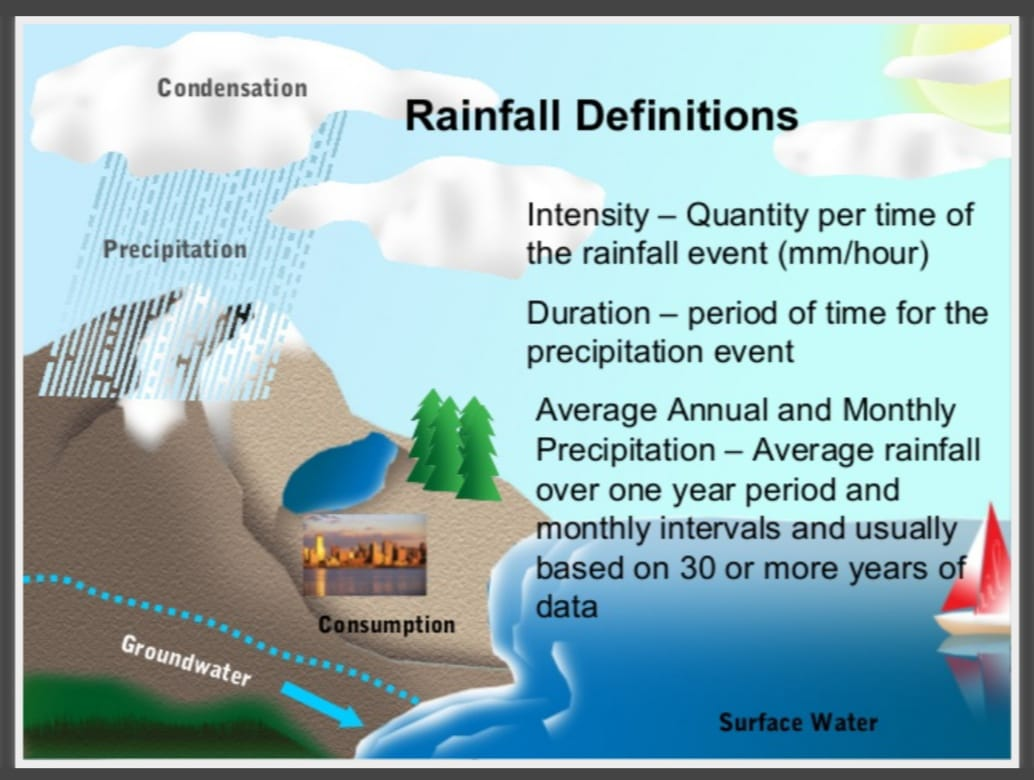 Condensation
Rainfall Definitions
Precipitation
Intensity – Quantity per time of
the rainfall event (mm/hour)
Duration – period of time for the
precipitation event
Average Annual and Monthly
Precipitation – Average rainfall
over one year period and
monthly intervals and usually
based on 30 or more years of
data
Consumption
Groundwater
Surface Water